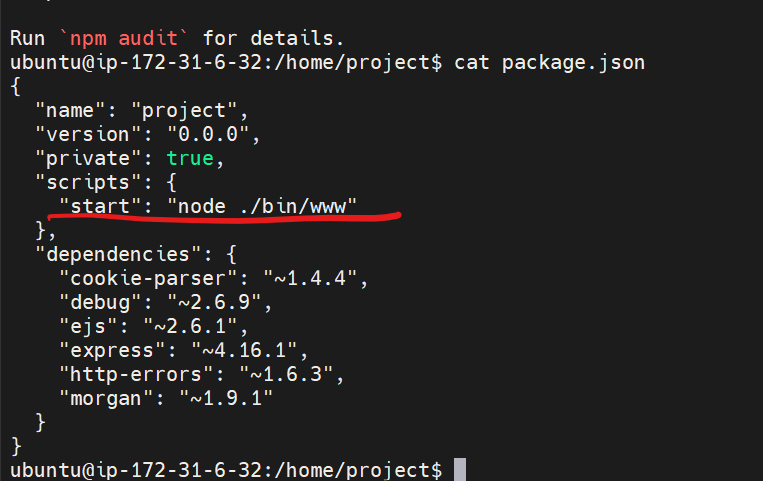 Run `npm audit` for details.
ubuntu@ip-172-31-6-32:/home/project$ cat package.json
{
  "name": "project",
  "version": "0.0.0",
  "private": true,
  "scripts": {
    "start": "node ./bin/www"
  },
  "dependencies": {
    "cookie-parser": "~1.4.4",
    "debug": "~2.6.9",
    "ejs": "~2.6.1",
    "express": "~4.16.1",
    "http-errors": "~1.6.3",
    "morgan": "~1.9.1"
  }
}
ubuntu@ip-172-31-6-32:/home/project$